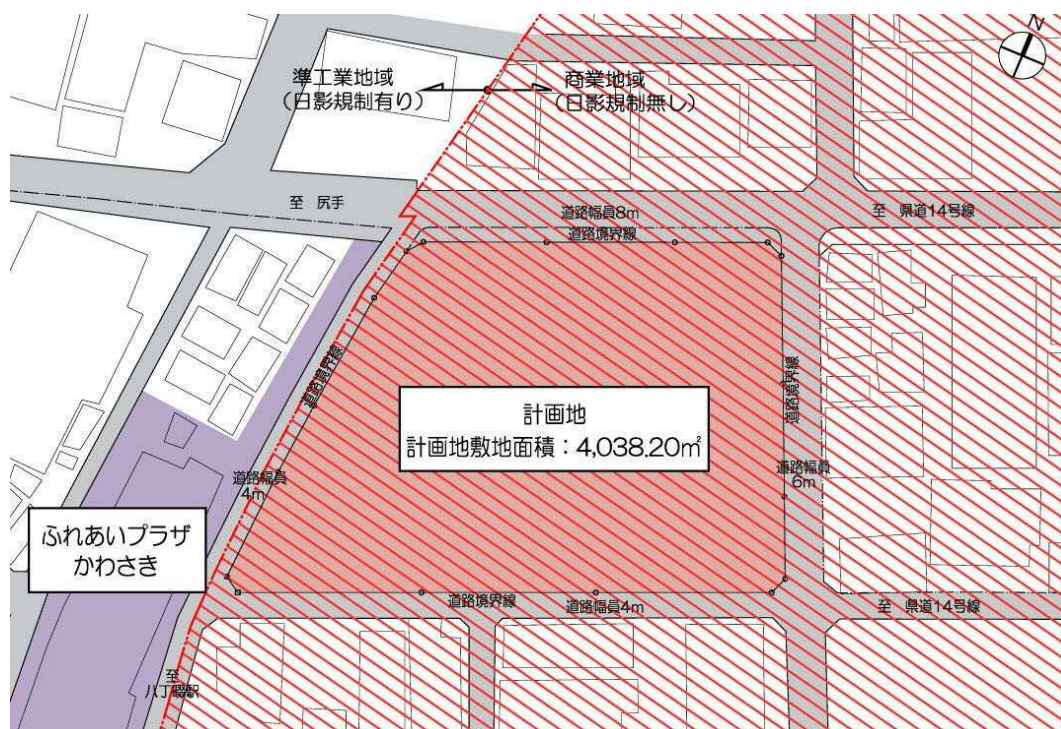 N
準工業地域
(日影規制有り)
商業地域
(日影規制無し)
至 尻手
道路幅員8m
道路境界線
至 県道14号線
道路境界線
道路境界線
計画地
計画地敷地面積：4,038.20㎡
道路幅員
4m
道路幅員
6m
ふれあいプラザ
かわさき
道路境界線
道路幅員4m
至 県道14号線
至
八丁畷駅